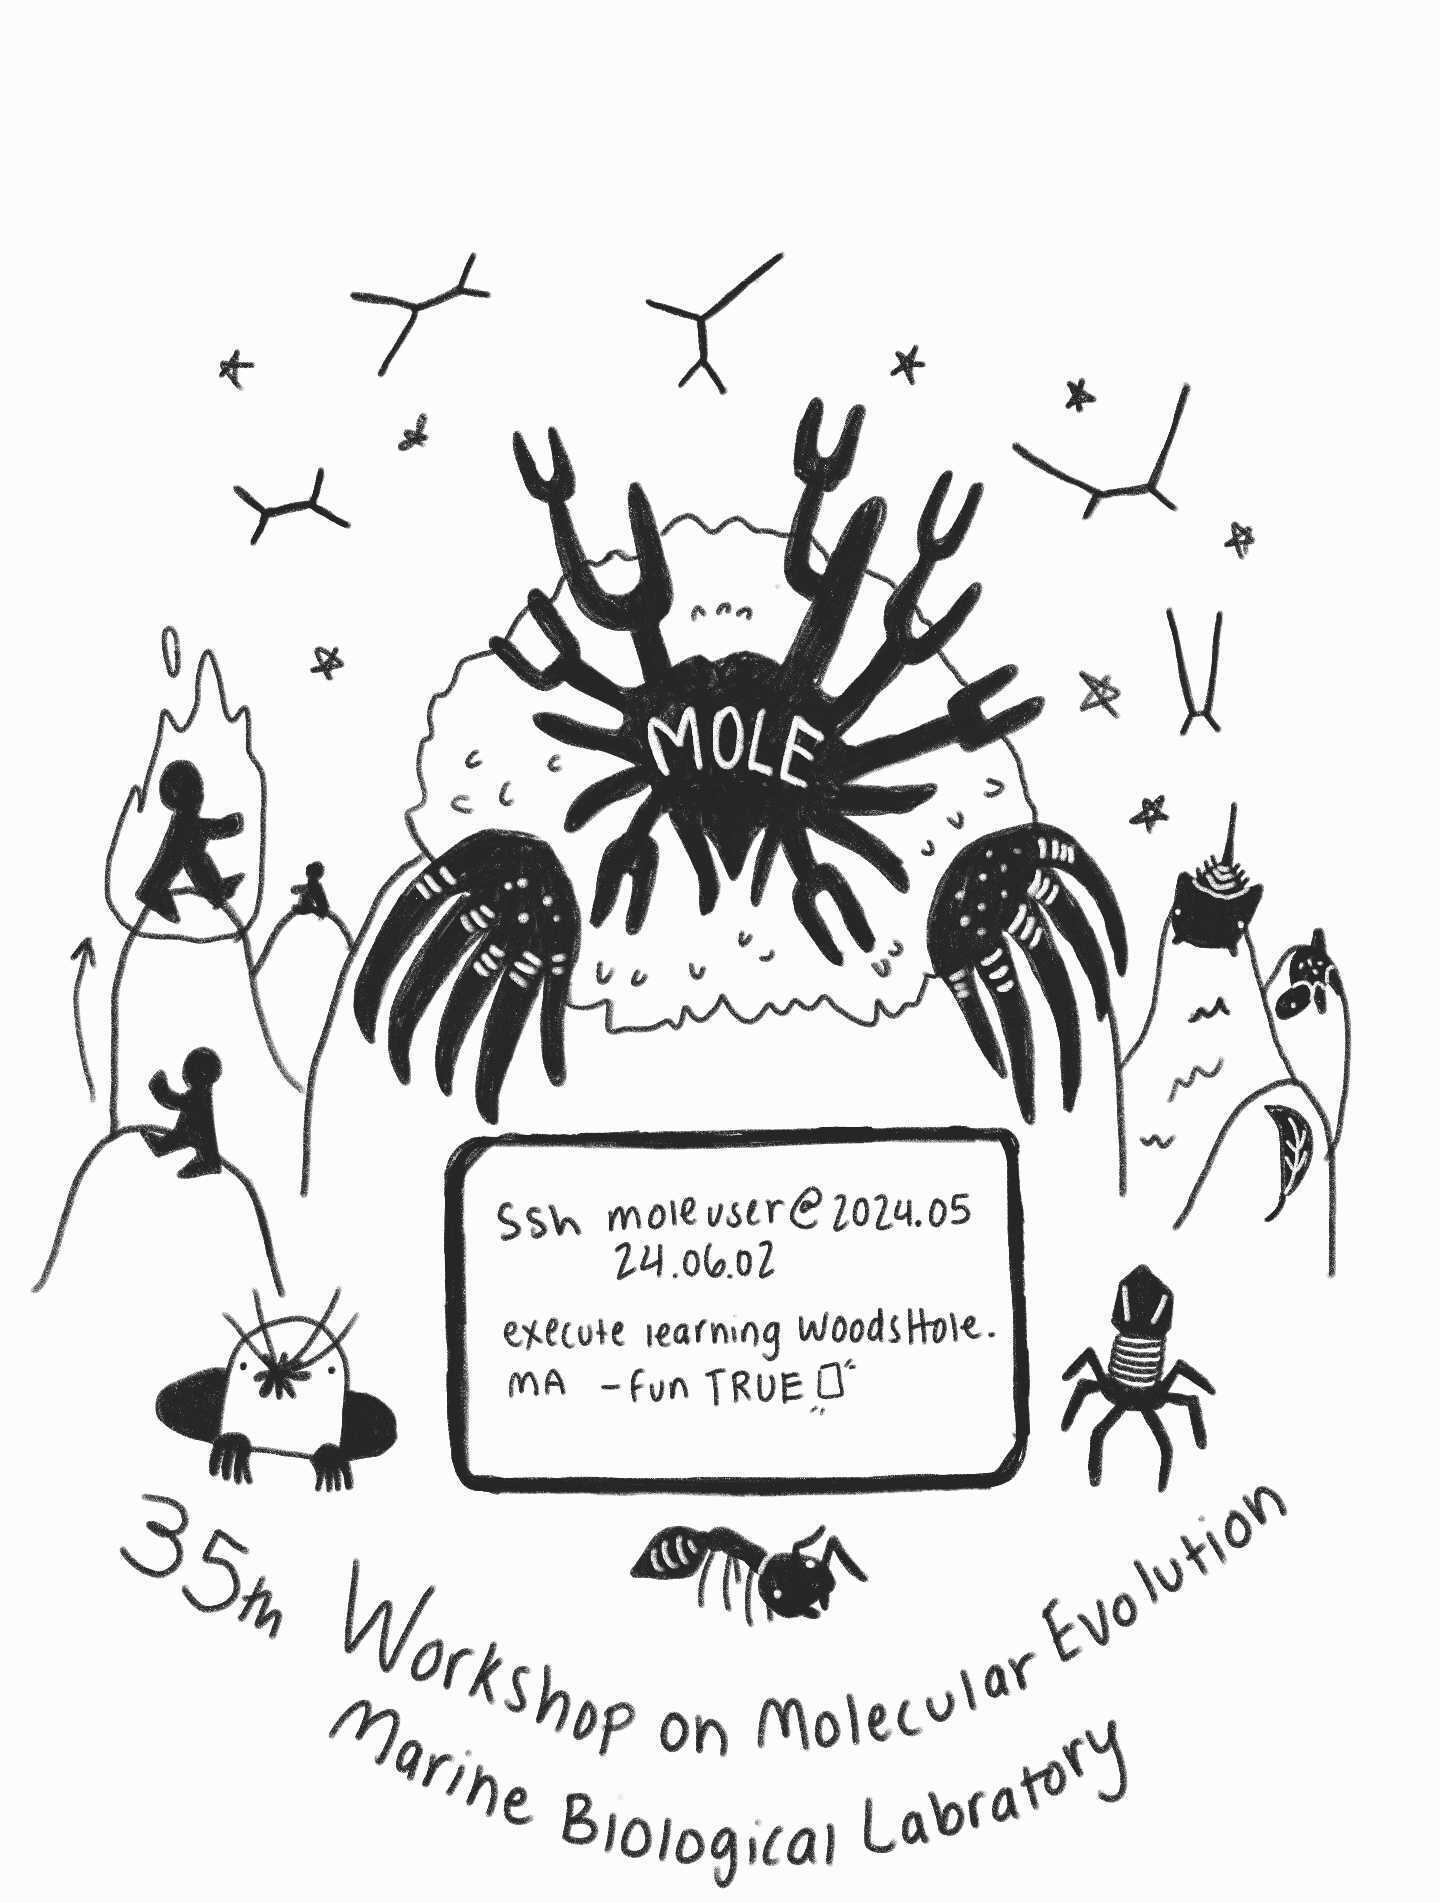 MOLE
ssh moleuser@2024.05
24.06.02
execute learning WoodsHole.
MA -fun TRUE
35th Workshop on Molecular Evolution
Marine Biological Labratory